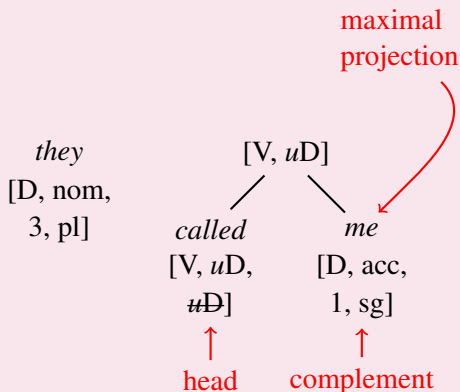 maximal
projection
they
[D, nom,
3, pl]
[V, uD]
called
[V, uD,
uD]
me
[D, acc,
1, sg]
head
complement